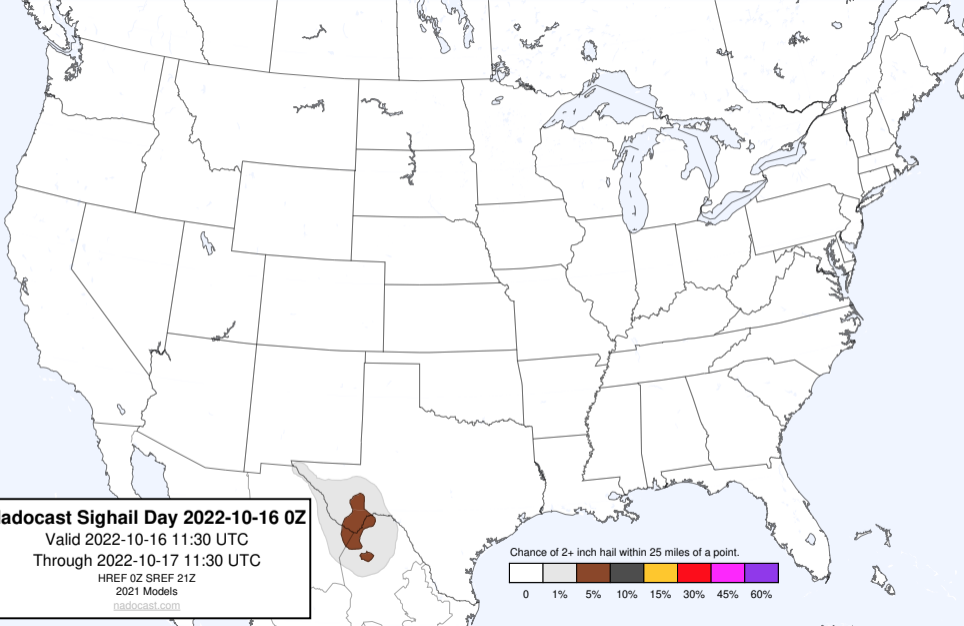 adocast Sighail Day 2022-10-16 0Z
Valid 2022-10-16 11:30 UTC
Through 2022-10-17 11:30 UTC
HREF 0Z SREF 21Z
2021 Models
nadocast.com
Chance of 2+ inch hail within 25 miles of a point.
0 1% 5% 10% 15% 30% 45% 60%